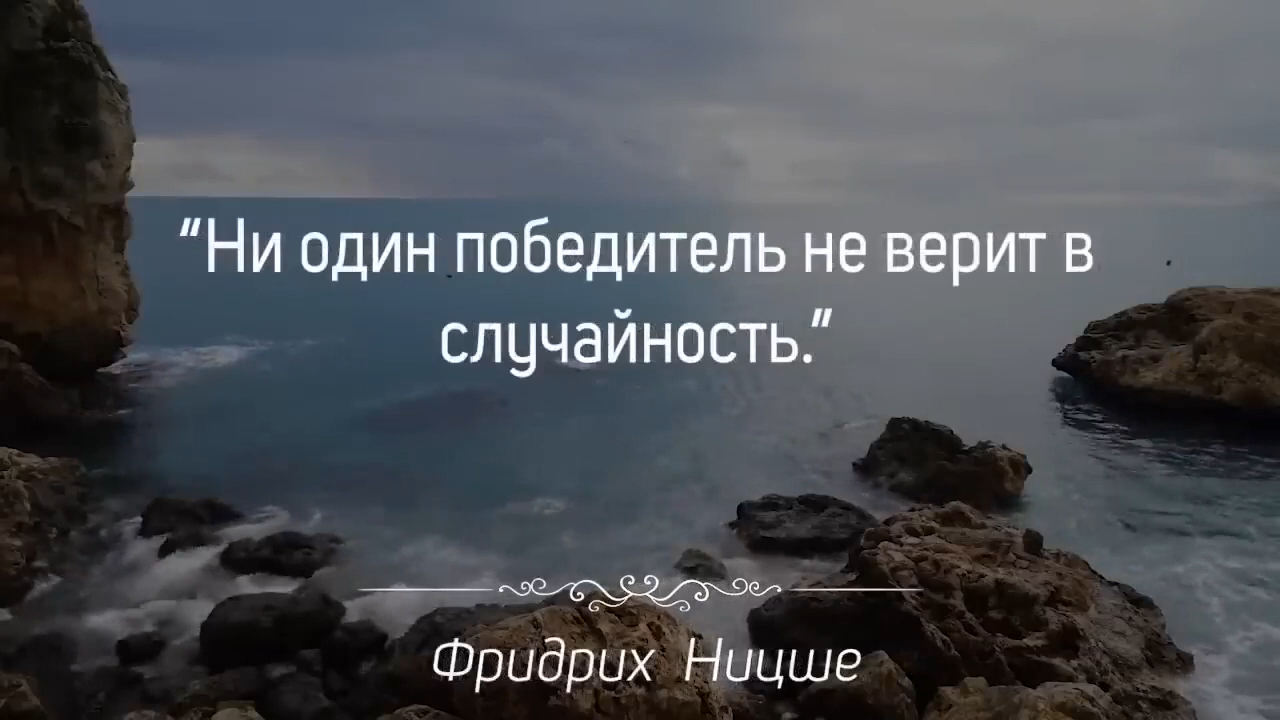 “Ни один победитель не верит в
случайность.”
Фридрих Ницше